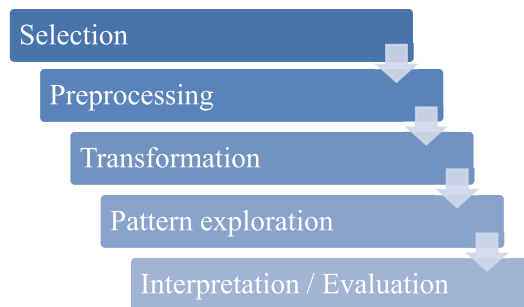 Selection
Preprocessing
Transformation
Pattern exploration
Interpretation / Evaluation